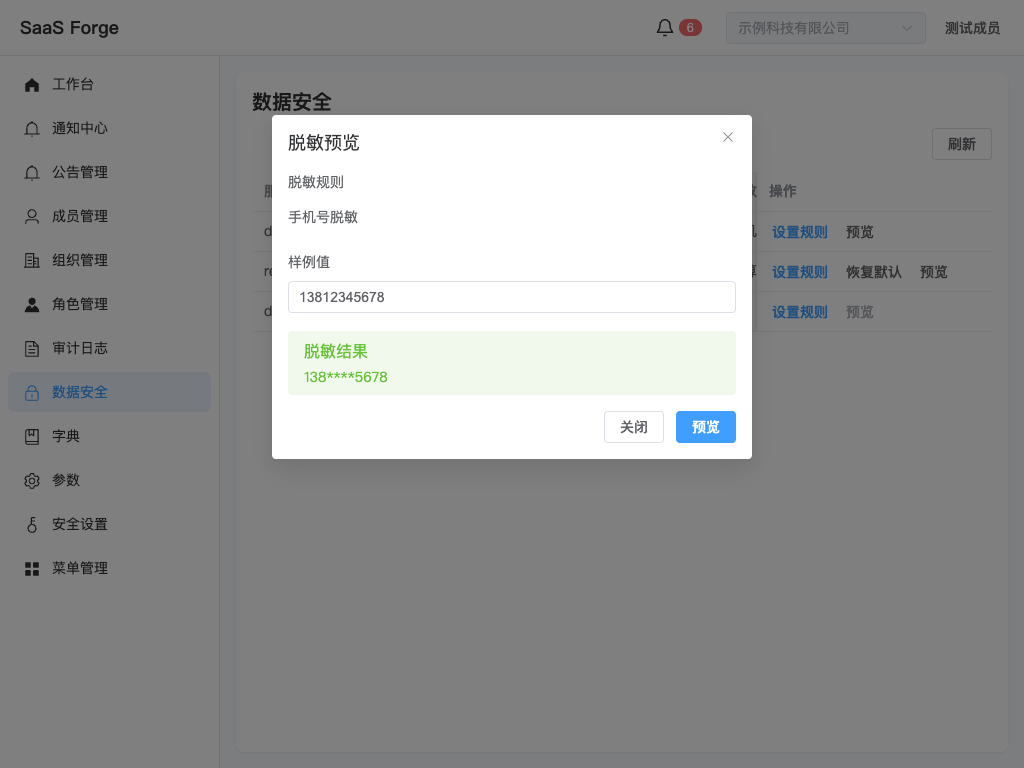 SaaS Forge
6
示例科技有限公司
测试成员
工作台
通知中心
公告管理
成员管理
组织管理
角色管理
审计日志
数据安全
字典
参数
安全设置
菜单管理
数据安全
刷新
操作
设置规则 预览
设置规则 恢复默认 预览
设置规则 预览
脱敏预览
脱敏规则
手机号脱敏
样例值
13812345678
脱敏结果
138****5678
关闭
预览